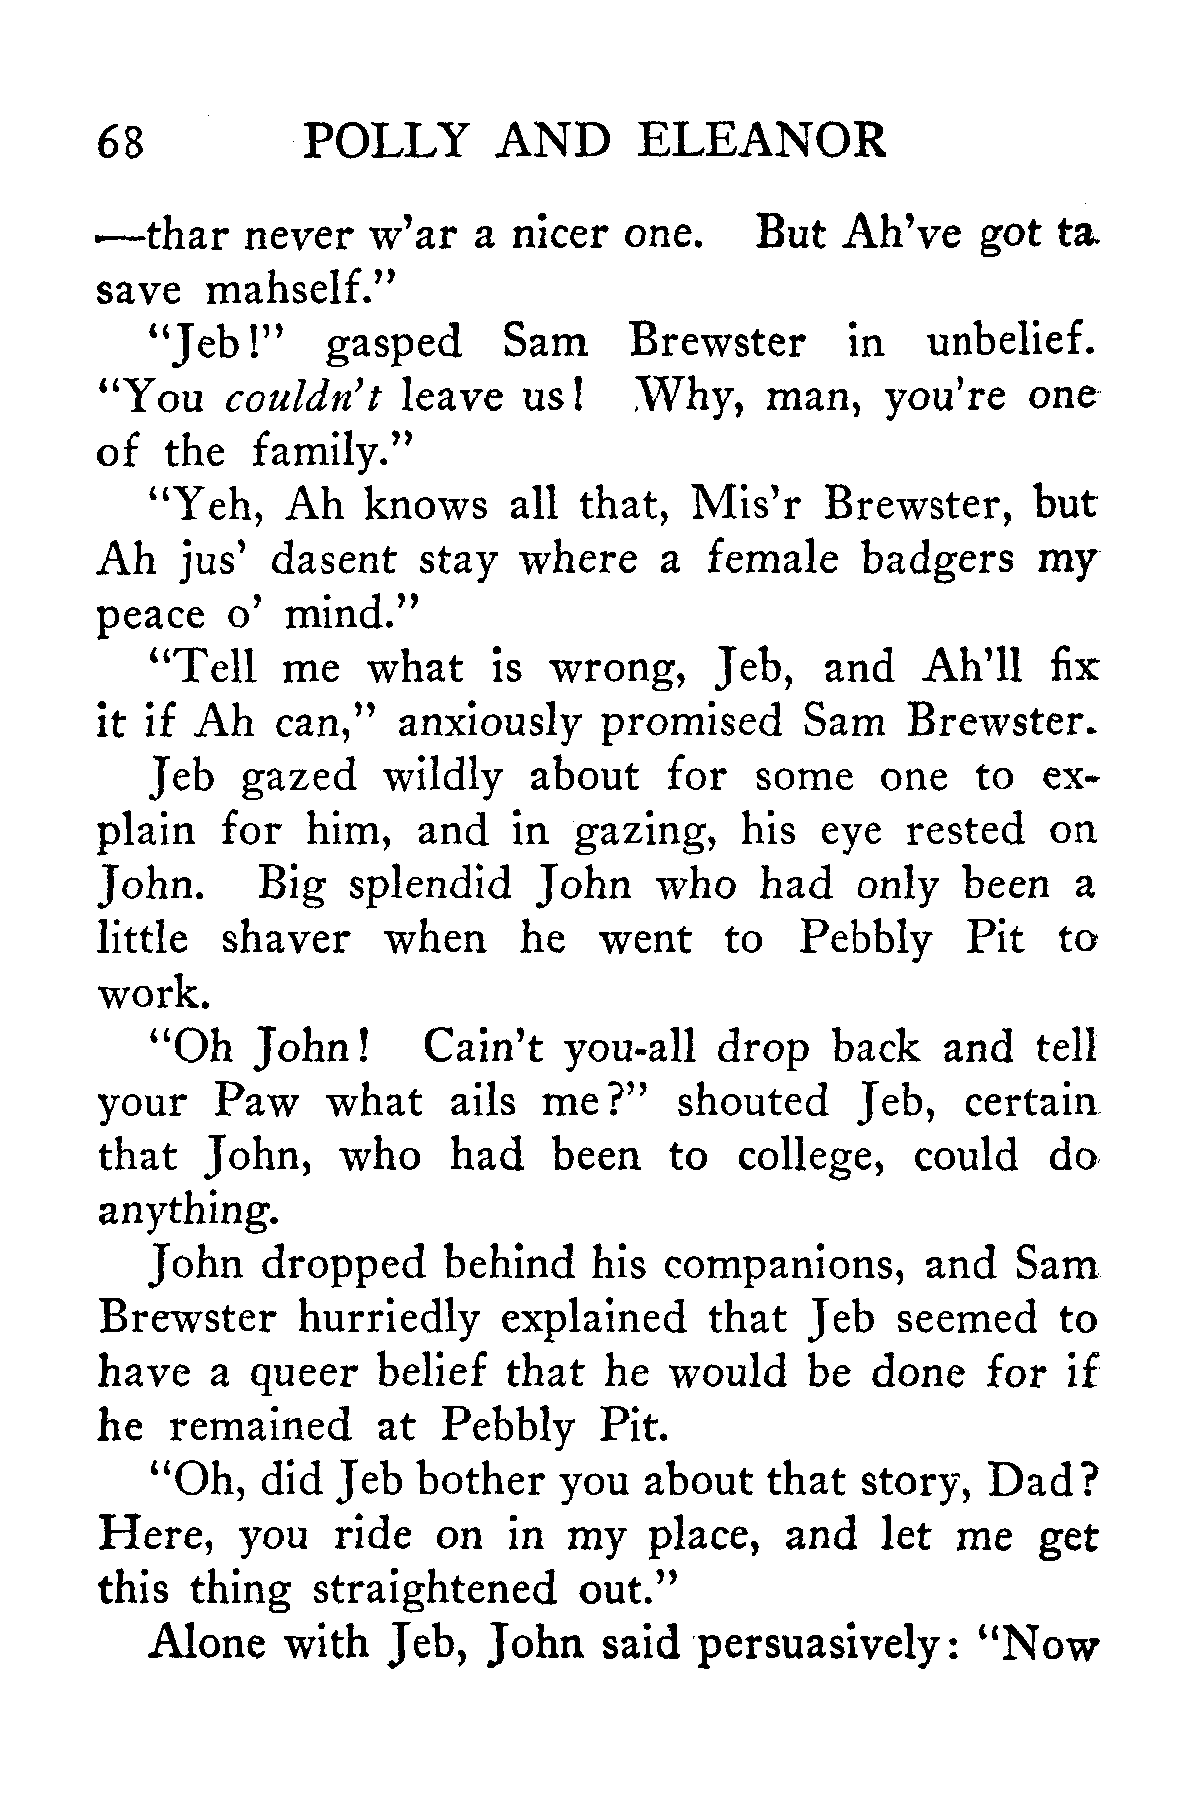 68 POLLY AND ELEANOR
—thar never w'ar a nicer one. But Ah've got ta
save mahself."
"Jeb!" gasped Sam Brewster in unbelief.
"You couldn't leave us! Why, man, you're one
of the family."
"Yeh, Ah knows all that, Mis'r Brewster, but
Ah jus' dasent stay where a female badgers my
peace o' mind."
"Tell me what is wrong, Jeb, and Ah'll fix
it if Ah can," anxiously promised Sam Brewster.
Jeb gazed wildly about for some one to ex-
plain for him, and in gazing, his eye rested on
John. Big splendid John who had only been a
little shaver when he went to Pebbly Pit to
work.
"Oh John! Cain't you-all drop back and tell
your Paw what ails me?" shouted Jeb, certain
that John, who had been to college, could do
anything.
John dropped behind his companions, and Sam
Brewster hurriedly explained that Jeb seemed to
have a queer belief that he would be done for if
he remained at Pebbly Pit.
"Oh, did Jeb bother you about that story, Dad?
Here, you ride on in my place, and let me get
this thing straightened out."
Alone with Jeb, John said persuasively: "Now